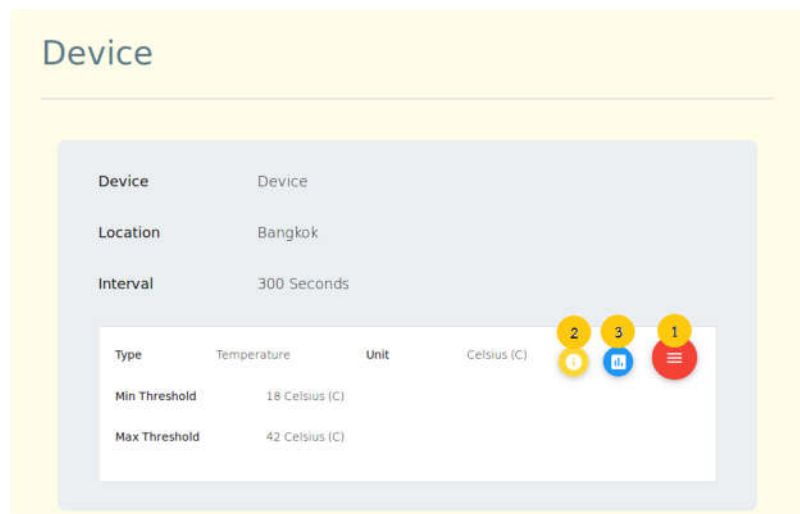 Device
Device Device
Location Bangkok
Interval 300 Seconds
2 3 1
Type Temperature Unit Celsius (C)
Min Threshold 18 Celsius (C)
Max Threshold 42 Celsius (C)